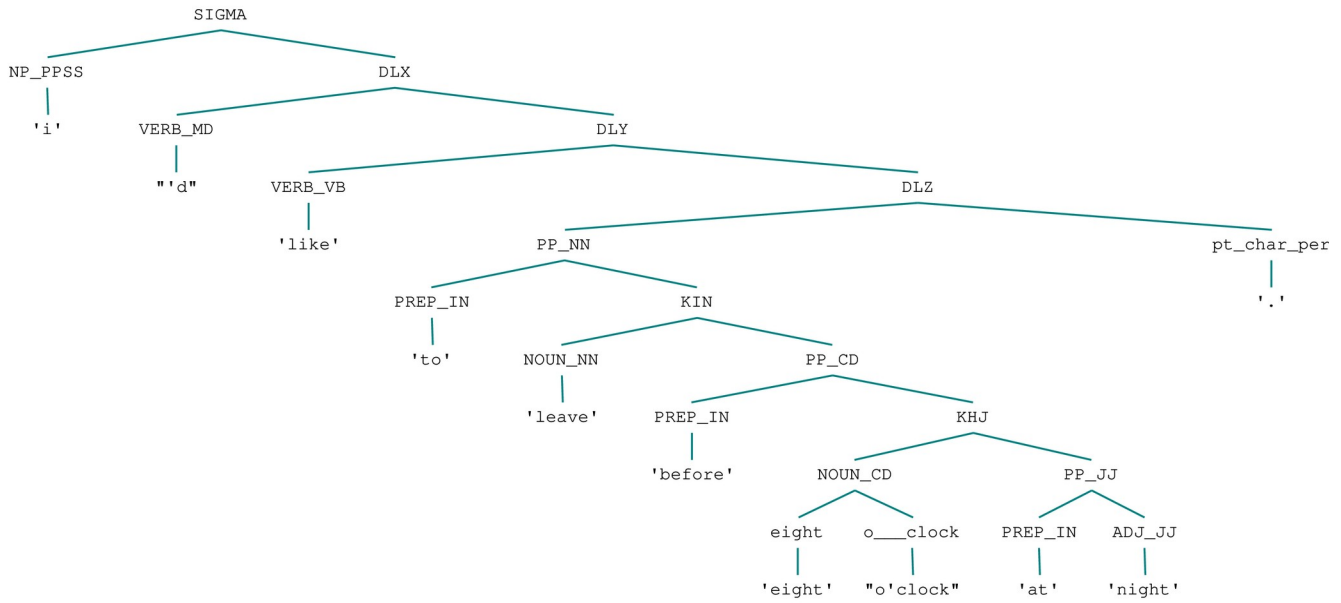 SIGMA
NP_PPSS DLX
'i' VERB_MD DLY
"'d" VERB_VB DLZ
'like' PP_NN pt_char_per
PREP_IN KIN '.'
'to' NOUN_NN PP_CD
'leave' PREP_IN KHJ
'before' NOUN_CD PP_JJ
eight o___clock PREP_IN ADJ_JJ
'eight' "o'clock" 'at' 'night'